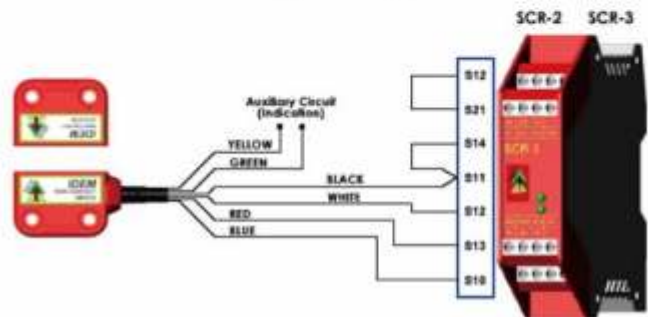 SCR-2 SCR-3
S12
S21
Auxiliary Circuit
(Indication)
S14
YELLOW
GREEN
S11
BLACK
WHITE
S12
RED
S13
BLUE
S10
IDEM
IDEM